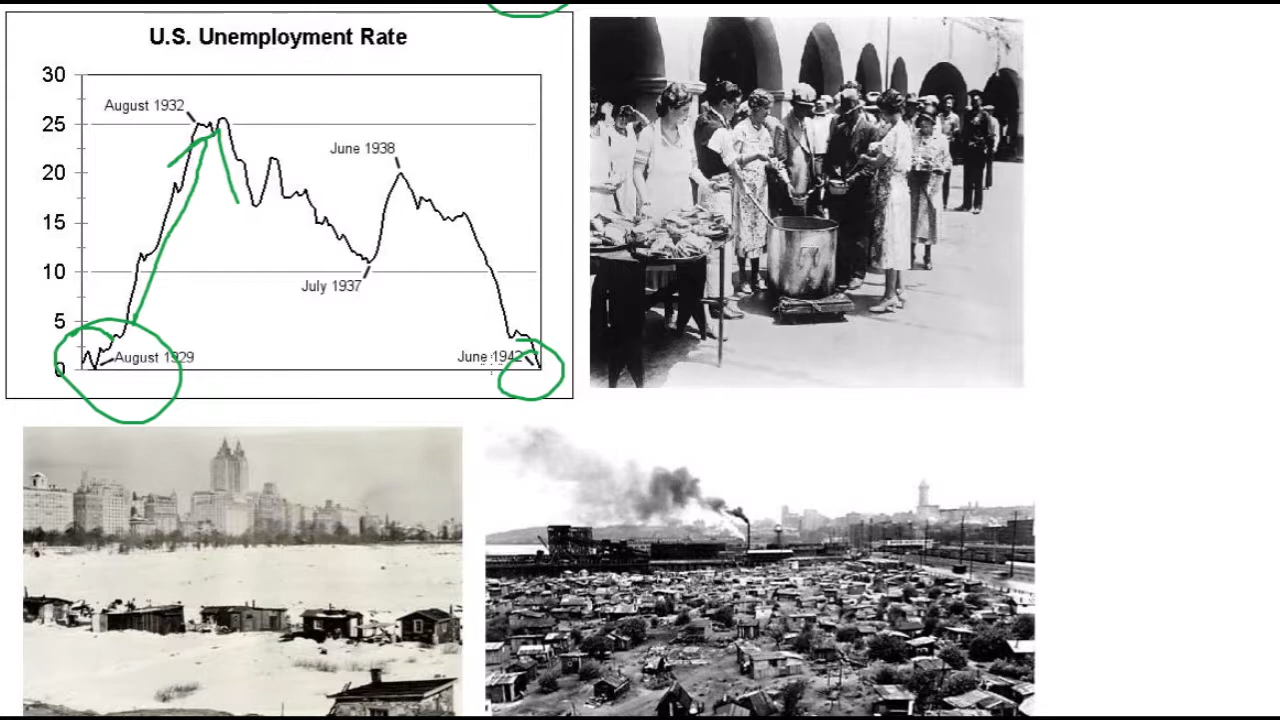 U.S. Unemployment Rate
30
August 1932
25
June 1938
20
15
10
July 1937
5
August 1929
June 1942
0